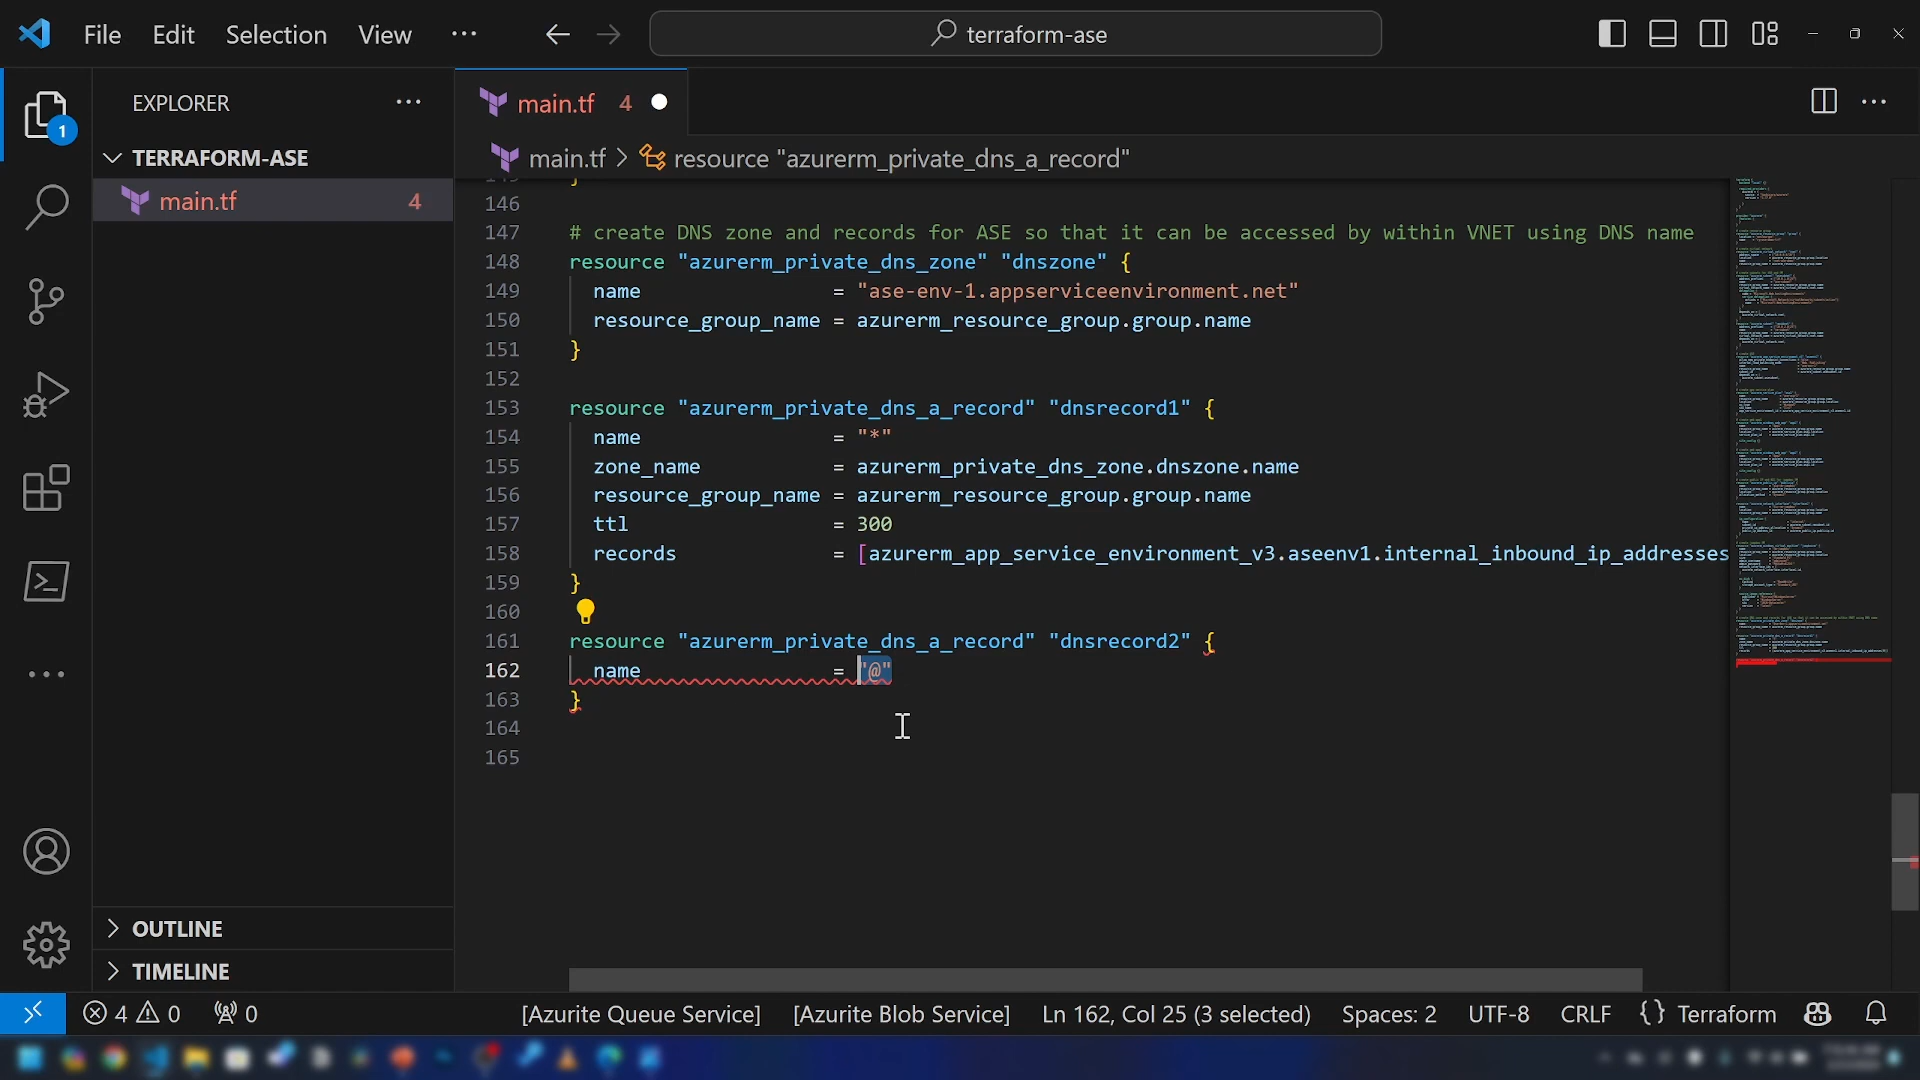 File Edit Selection View ... terraform-ase
EXPLORER
TERRAFORM-ASE
main.tf 4
main.tf 4
main.tf > resource "azurerm_private_dns_a_record"
146
147 # create DNS zone and records for ASE so that it can be accessed by within VNET using DNS name
148 resource "azurerm_private_dns_zone" "dnszone" {
149 name = "ase-env-1.appserviceenvironment.net"
150 resource_group_name = azurerm_resource_group.group.name
151 }
152
153 resource "azurerm_private_dns_a_record" "dnsrecord1" {
154 name = "*"
155 zone_name = azurerm_private_dns_zone.dnszone.name
156 resource_group_name = azurerm_resource_group.group.name
157 ttl = 300
158 records = [azurerm_app_service_environment_v3.aseenv1.internal_inbound_ip_addresses
159 }
160
161 resource "azurerm_private_dns_a_record" "dnsrecord2" {
162 name = "@"
163 }
164
165
1
OUTLINE
TIMELINE
4 0 0 [Azurite Queue Service] [Azurite Blob Service] Ln 162, Col 25 (3 selected) Spaces: 2 UTF-8 CRLF {} Terraform